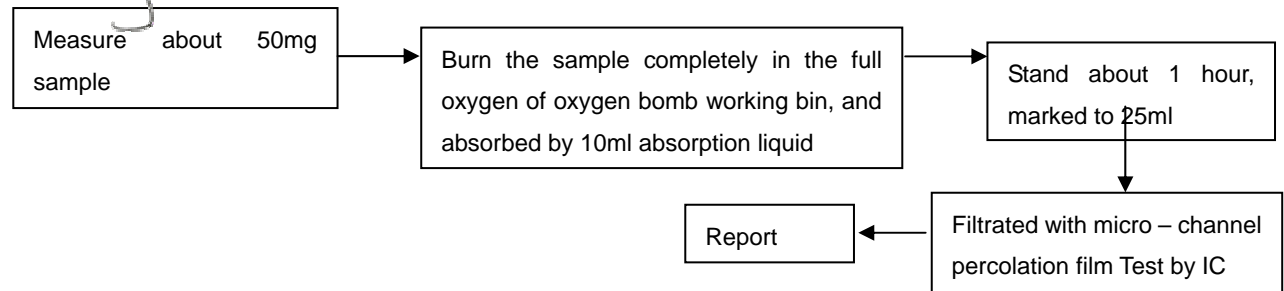 Measure about 50mg
sample
Burn the sample completely in the full
oxygen of oxygen bomb working bin, and
absorbed by 10ml absorption liquid
Stand about 1 hour,
marked to 25ml
Filtrated with micro – channel
percolation film Test by IC
Report